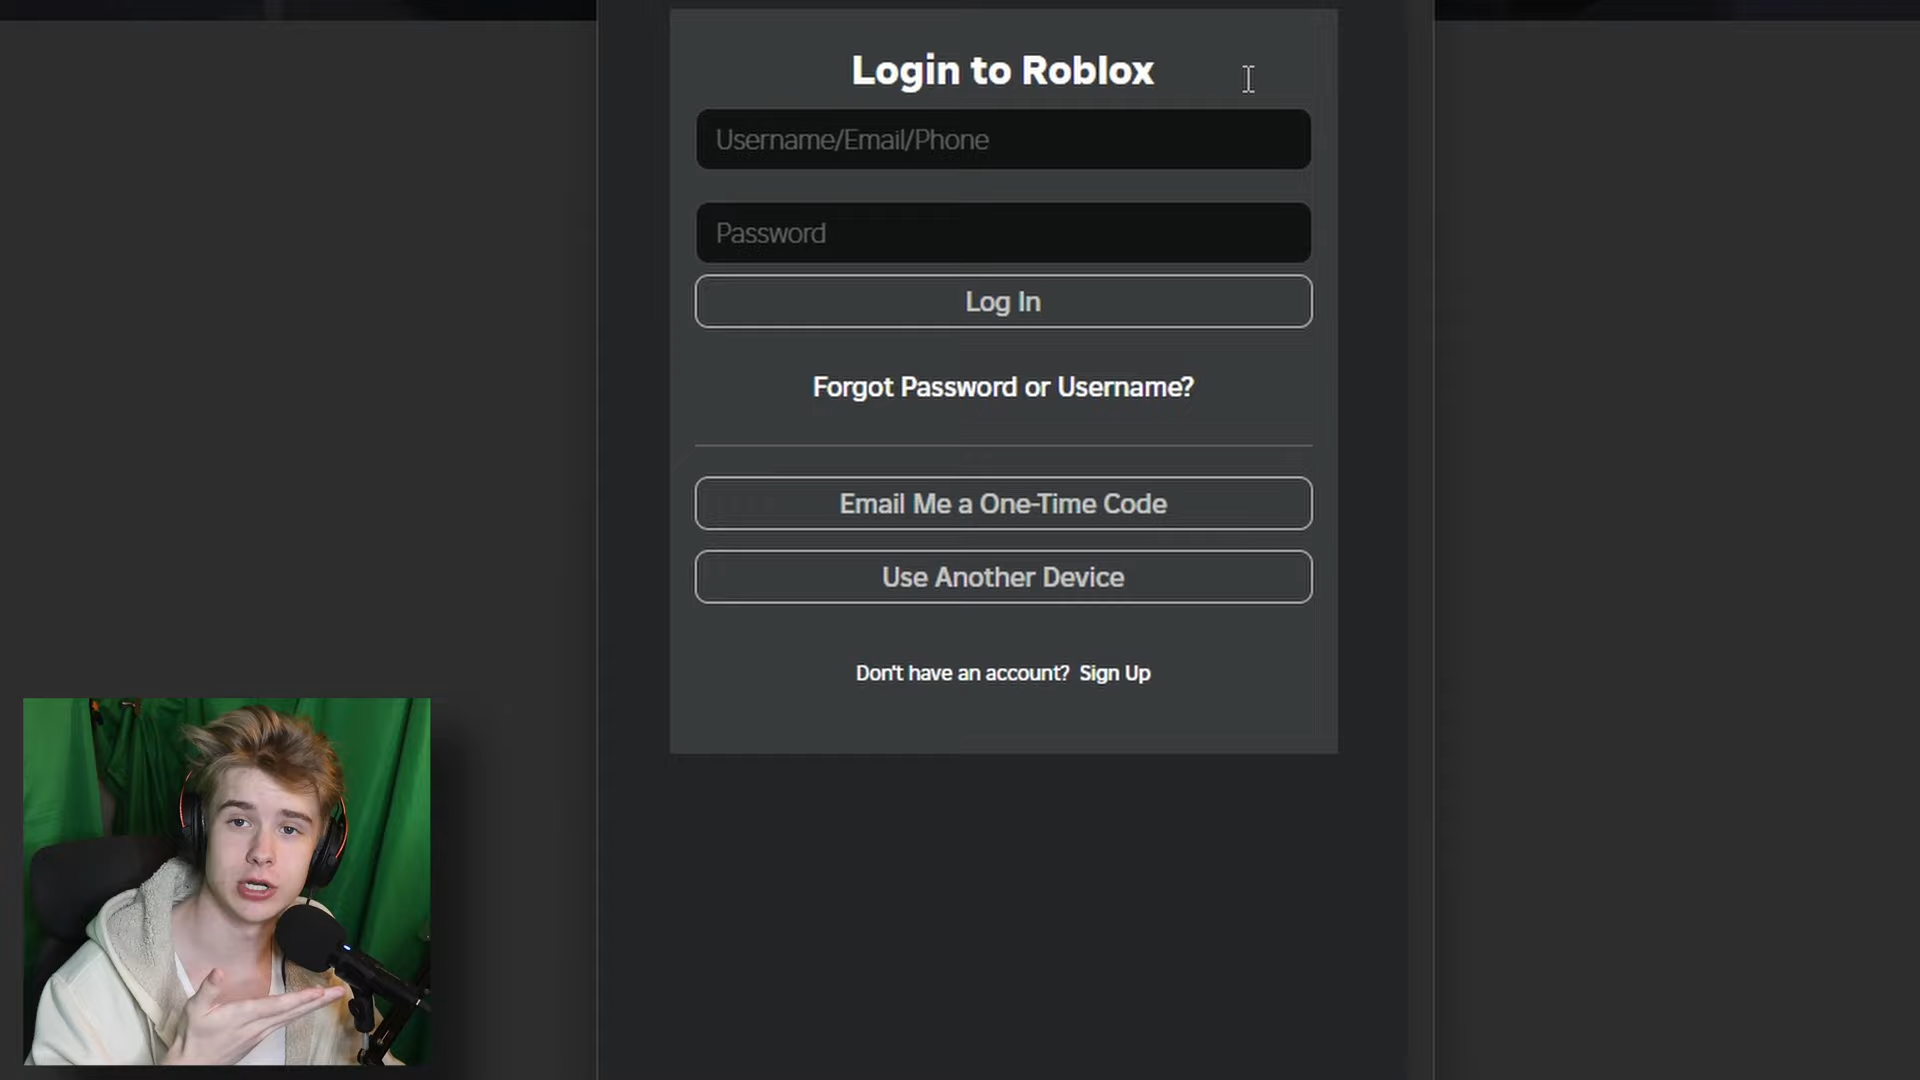 Login to Roblox
Username/Email/Phone
Password
Log In
Forgot Password or Username?
Email Me a One-Time Code
Use Another Device
Don't have an account? Sign Up